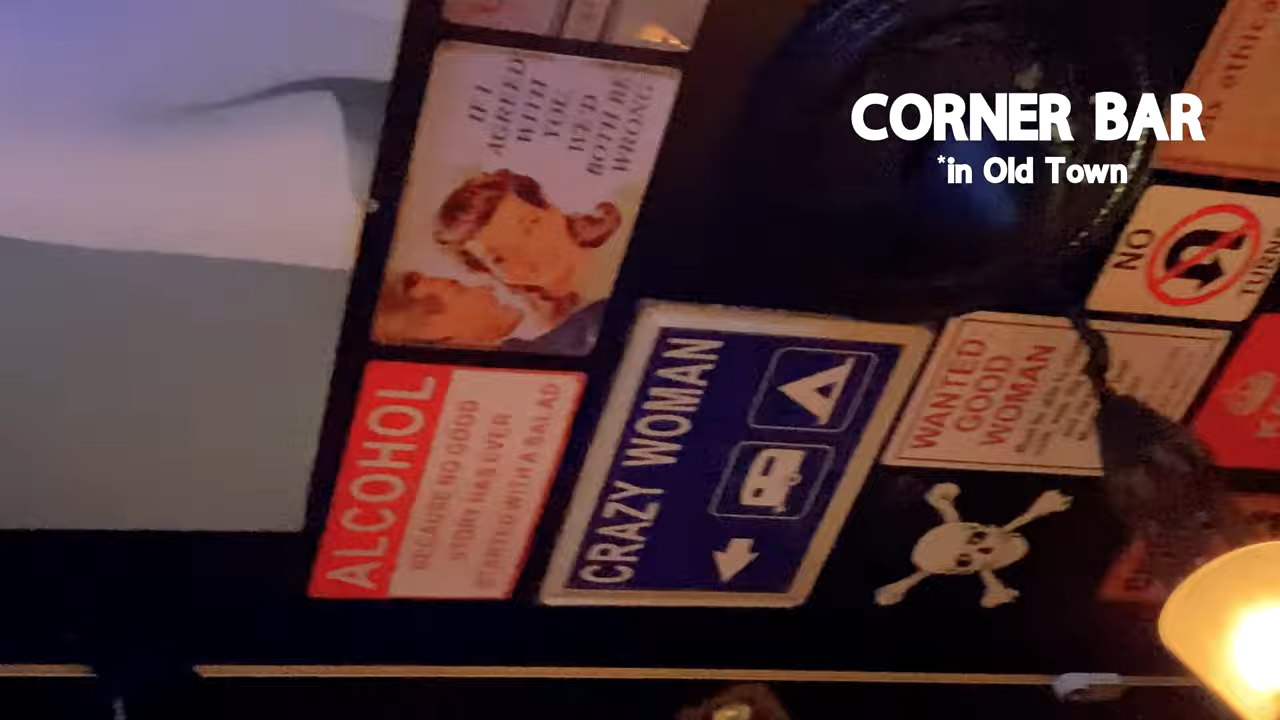 CORNER BAR
*in Old Town
IF I
AGREED
WITH
YOU,
WE'D
BOTH BE
WRONG
NO
TURNS
ALCOHOL
BECAUSE NO GOOD
STORY HAS EVER
STARTED WITH A SALAD
CRAZY WOMAN
WANTED
GOOD
WOMAN